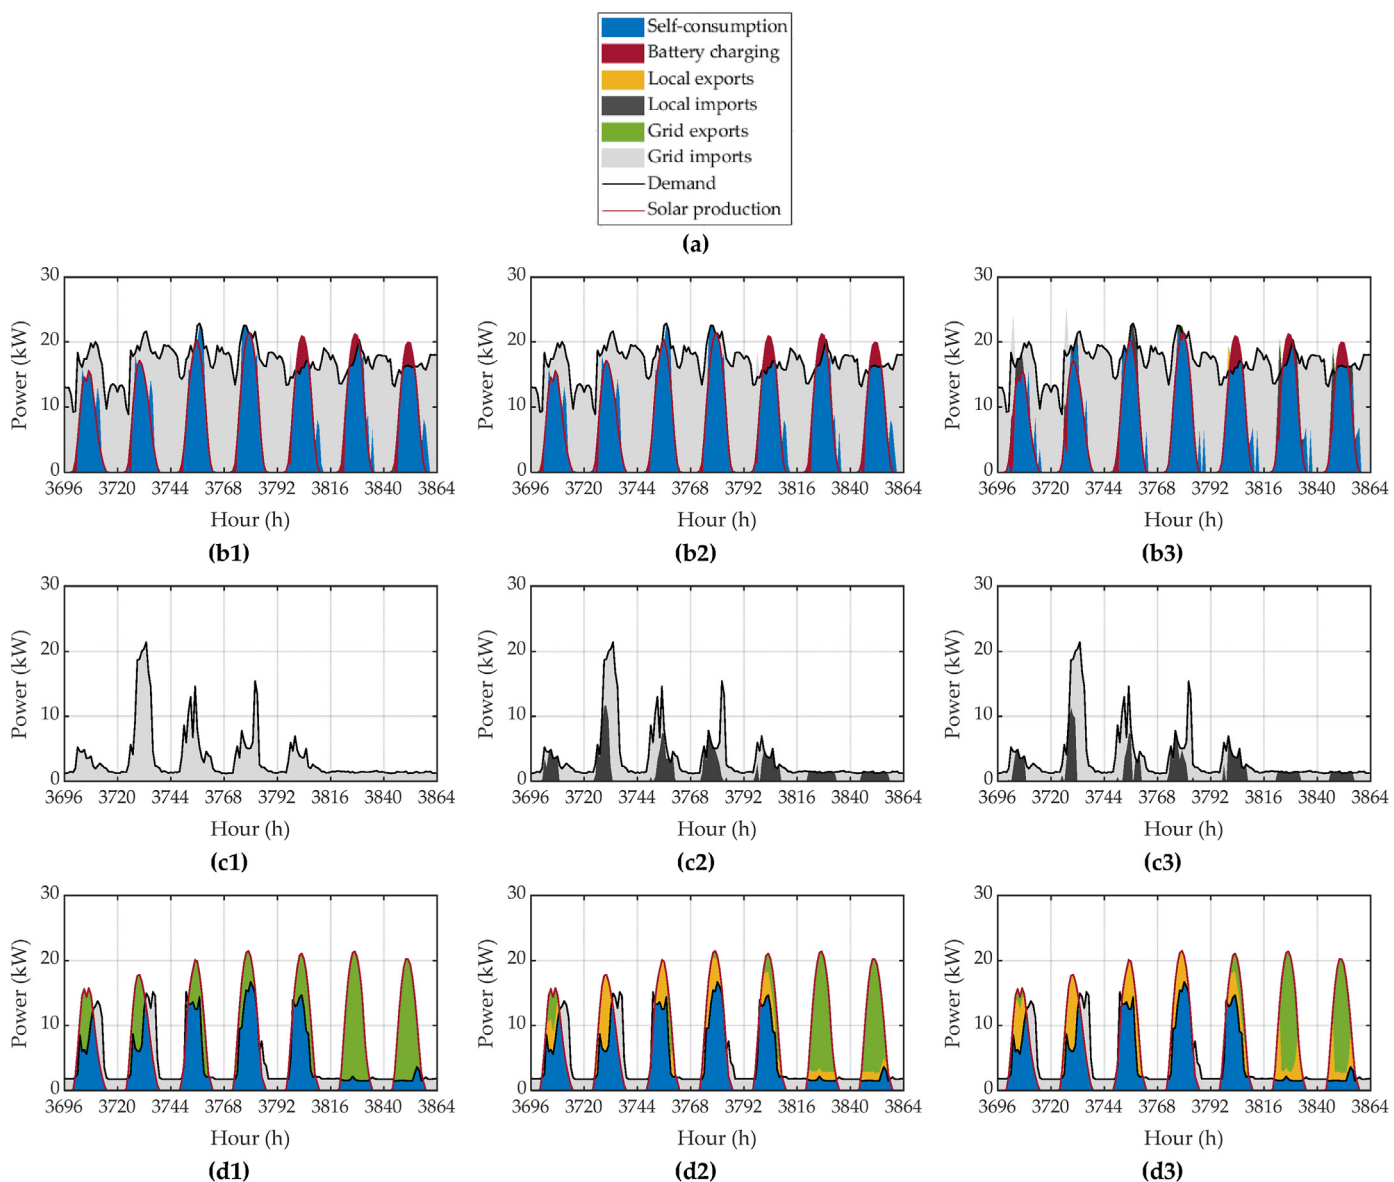 Self-consumption
Battery charging
Local exports
Local imports
Grid exports
Grid imports
Demand
Solar production
(a)
30
20
10
0
Power (kW)
3696 3720 3744 3768 3792 3816 3840 3864
Hour (h)
(b1)
30
20
10
0
Power (kW)
3696 3720 3744 3768 3792 3816 3840 3864
Hour (h)
(b2)
30
20
10
0
Power (kW)
3696 3720 3744 3768 3792 3816 3840 3864
Hour (h)
(b3)
30
20
10
0
Power (kW)
3696 3720 3744 3768 3792 3816 3840 3864
Hour (h)
(c1)
30
20
10
0
Power (kW)
3696 3720 3744 3768 3792 3816 3840 3864
Hour (h)
(c2)
30
20
10
0
Power (kW)
3696 3720 3744 3768 3792 3816 3840 3864
Hour (h)
(c3)
30
20
10
0
Power (kW)
3696 3720 3744 3768 3792 3816 3840 3864
Hour (h)
(d1)
30
20
10
0
Power (kW)
3696 3720 3744 3768 3792 3816 3840 3864
Hour (h)
(d2)
30
20
10
0
Power (kW)
3696 3720 3744 3768 3792 3816 3840 3864
Hour (h)
(d3)